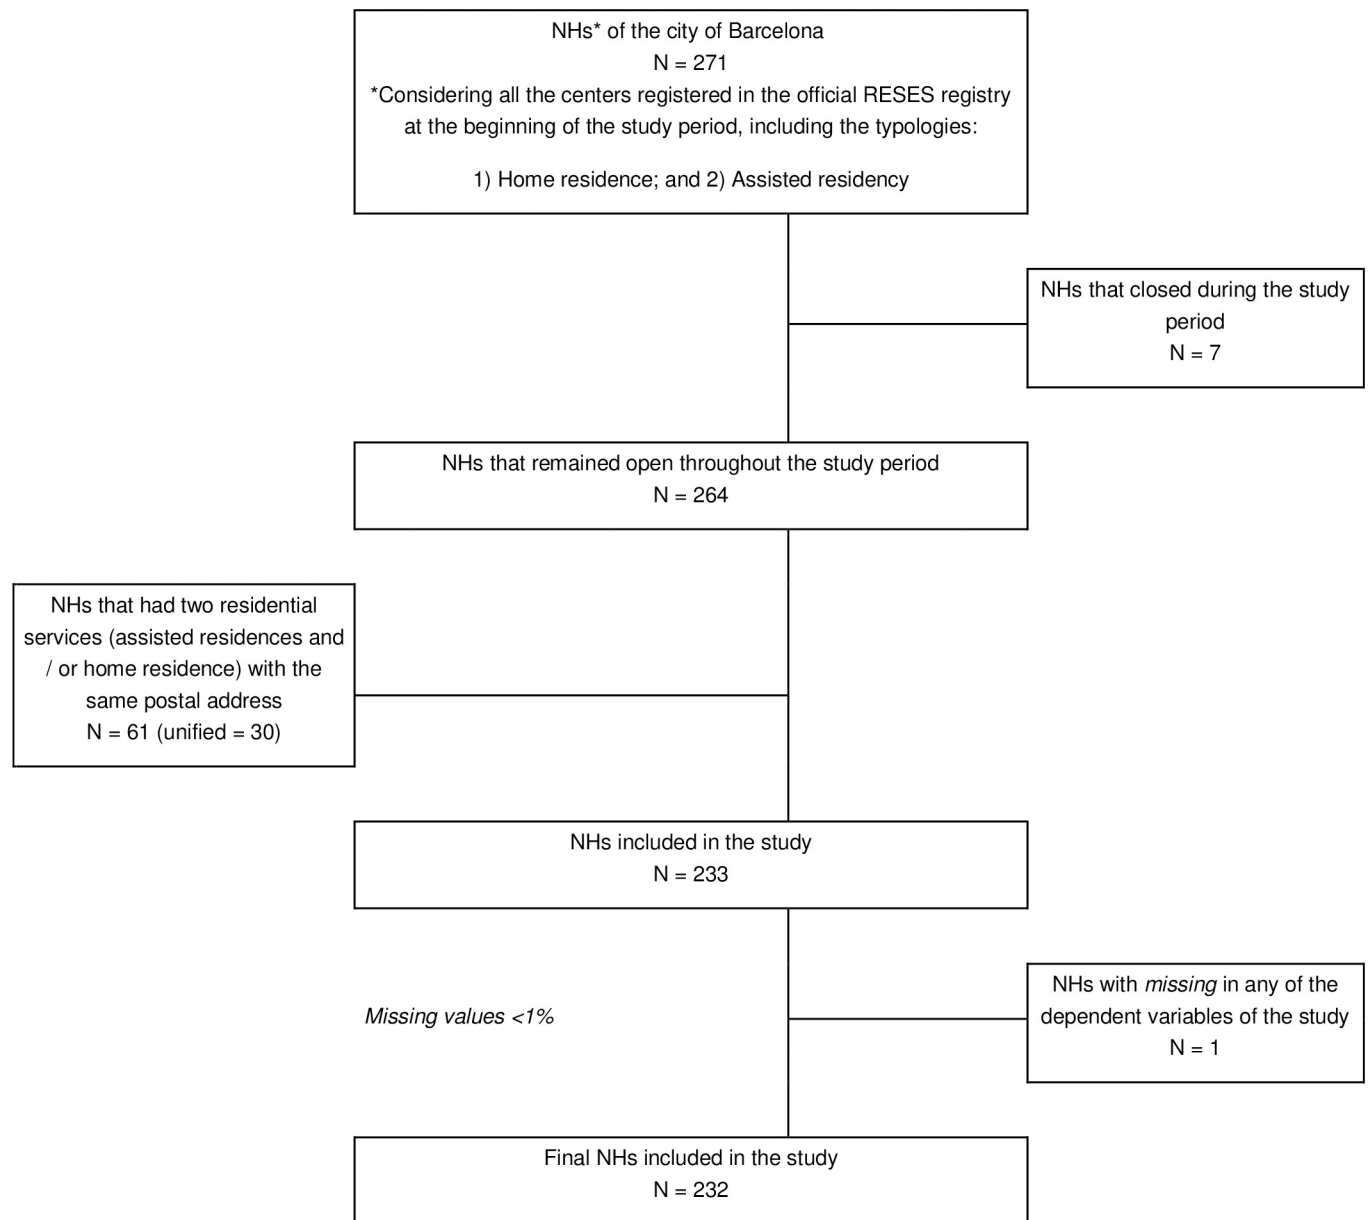 NHs* of the city of Barcelona
N = 271
*Considering all the centers registered in the official RESES registry
at the beginning of the study period, including the typologies:
1) Home residence; and 2) Assisted residency
NHs that closed during the study
period
N = 7
NHs that remained open throughout the study period
N = 264
NHs that had two residential
services (assisted residences and
/ or home residence) with the
same postal address
N = 61 (unified = 30)
NHs included in the study
N = 233
NHs with missing in any of the
dependent variables of the study
N = 1
Missing values <1%
Final NHs included in the study
N = 232